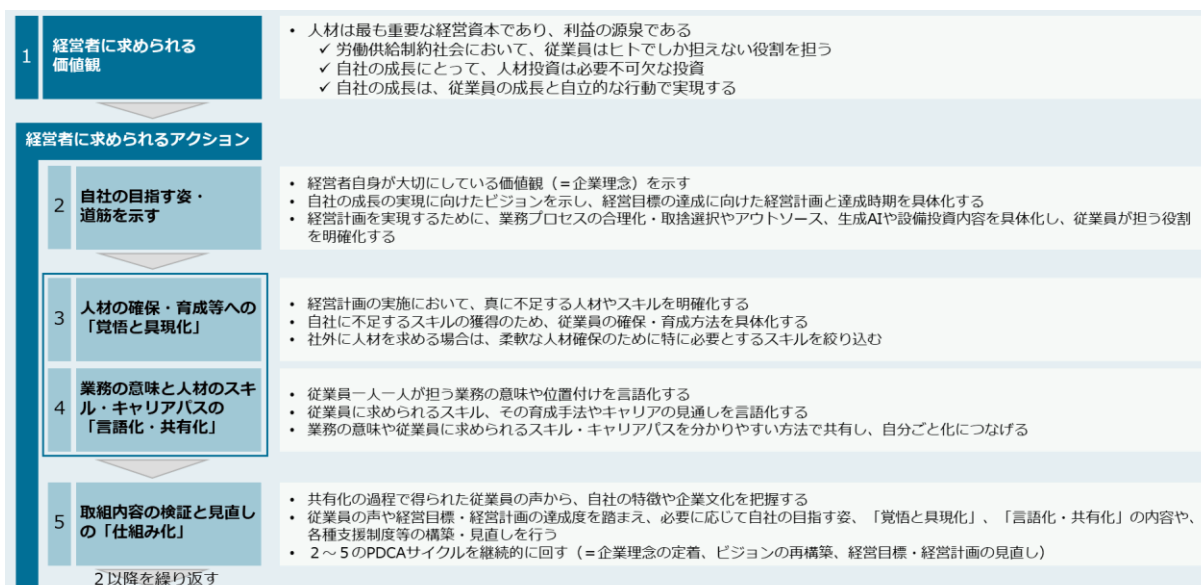 1
経営者に求められる
価値観
• 人材は最も重要な経営資本であり、利益の源泉である
✓ 労働供給制約社会において、従業員はヒトでしか担えない役割を担う
✓ 自社の成長にとって、人材投資は必要不可欠な投資
✓ 自社の成長は、従業員の成長と自立的な行動で実現する
経営者に求められるアクション
2
自社の目指す姿・
道筋を示す
• 経営者自身が大切にしている価値観（=企業理念）を示す
• 自社の成長の実現に向けたビジョンを示し、経営目標の達成に向けた経営計画と達成時期を具体化する
• 経営計画を実現するために、業務プロセスの合理化・取捨選択やアウトソース、生成AIや設備投資内容を具体化し、従業員が担う役割
を明確化する
3
人材の確保・育成等への
「覚悟と具現化」
• 経営計画の実施において、真に不足する人材やスキルを明確化する
• 自社に不足するスキルの獲得のため、従業員の確保・育成方法を具体化する
• 社外に人材を求める場合は、柔軟な人材確保のために特に必要とするスキルを絞り込む
4
業務の意味と人材のスキ
ル・キャリアパスの
「言語化・共有化」
• 従業員一人一人が担う業務の意味や位置付けを言語化する
• 従業員に求められるスキル、その育成手法やキャリアの見通しを言語化する
• 業務の意味や従業員に求められるスキル・キャリアパスを分かりやすい方法で共有し、自分ごと化につなげる
5
取組内容の検証と見直し
の「仕組み化」
• 共有化の過程で得られた従業員の声から、自社の特徴や企業文化を把握する
• 従業員の声や経営目標・経営計画の達成度を踏まえ、必要に応じて自社の目指す姿、「覚悟と具現化」、「言語化・共有化」の内容や、
各種支援制度等の構築・見直しを行う
• 2～5のPDCAサイクルを継続的に回す（=企業理念の定着、ビジョンの再構築、経営目標・経営計画の見直し）
2以降を繰り返す